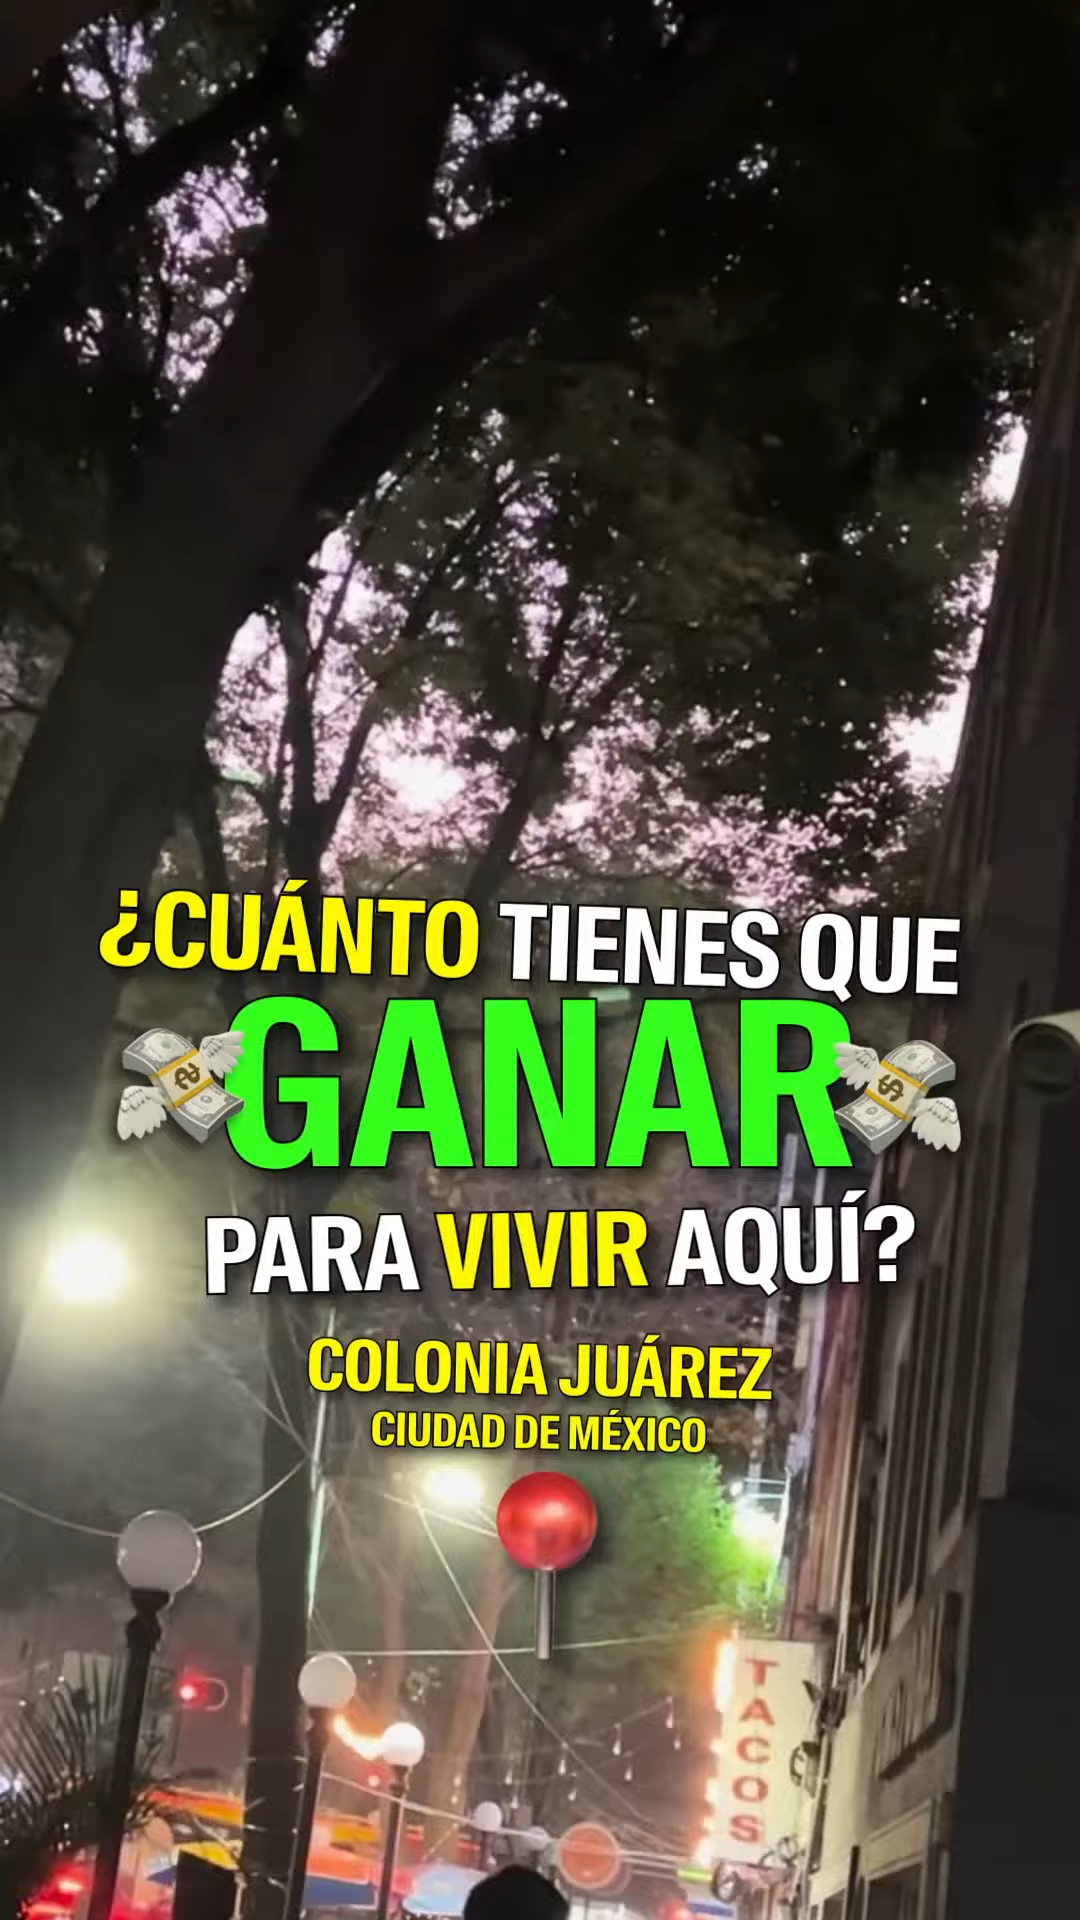 ¿CUÁNTO TIENES QUE
GANAR
PARA VIVIR AQUÍ?
COLONIA JUÁREZ
CIUDAD DE MÉXICO
TACOS